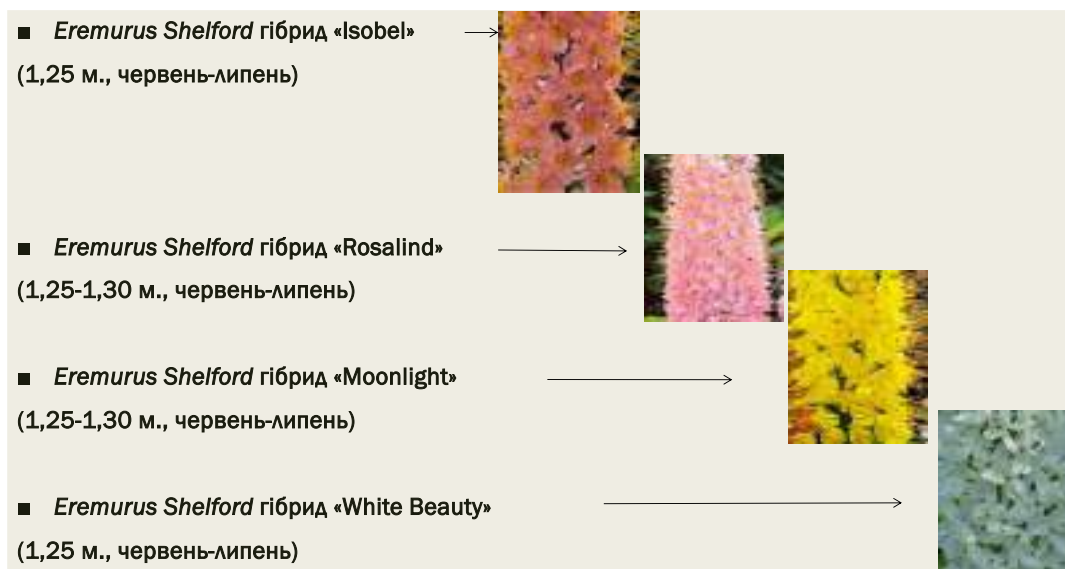 ■ Eremurus Shelford гібрид «Isobel»
(1,25 м., червень-липень)
■ Eremurus Shelford гібрид «Rosalind»
(1,25-1,30 м., червень-липень)
■ Eremurus Shelford гібрид «Moonlight»
(1,25-1,30 м., червень-липень)
■ Eremurus Shelford гібрид «White Beauty»
(1,25 м., червень-липень)